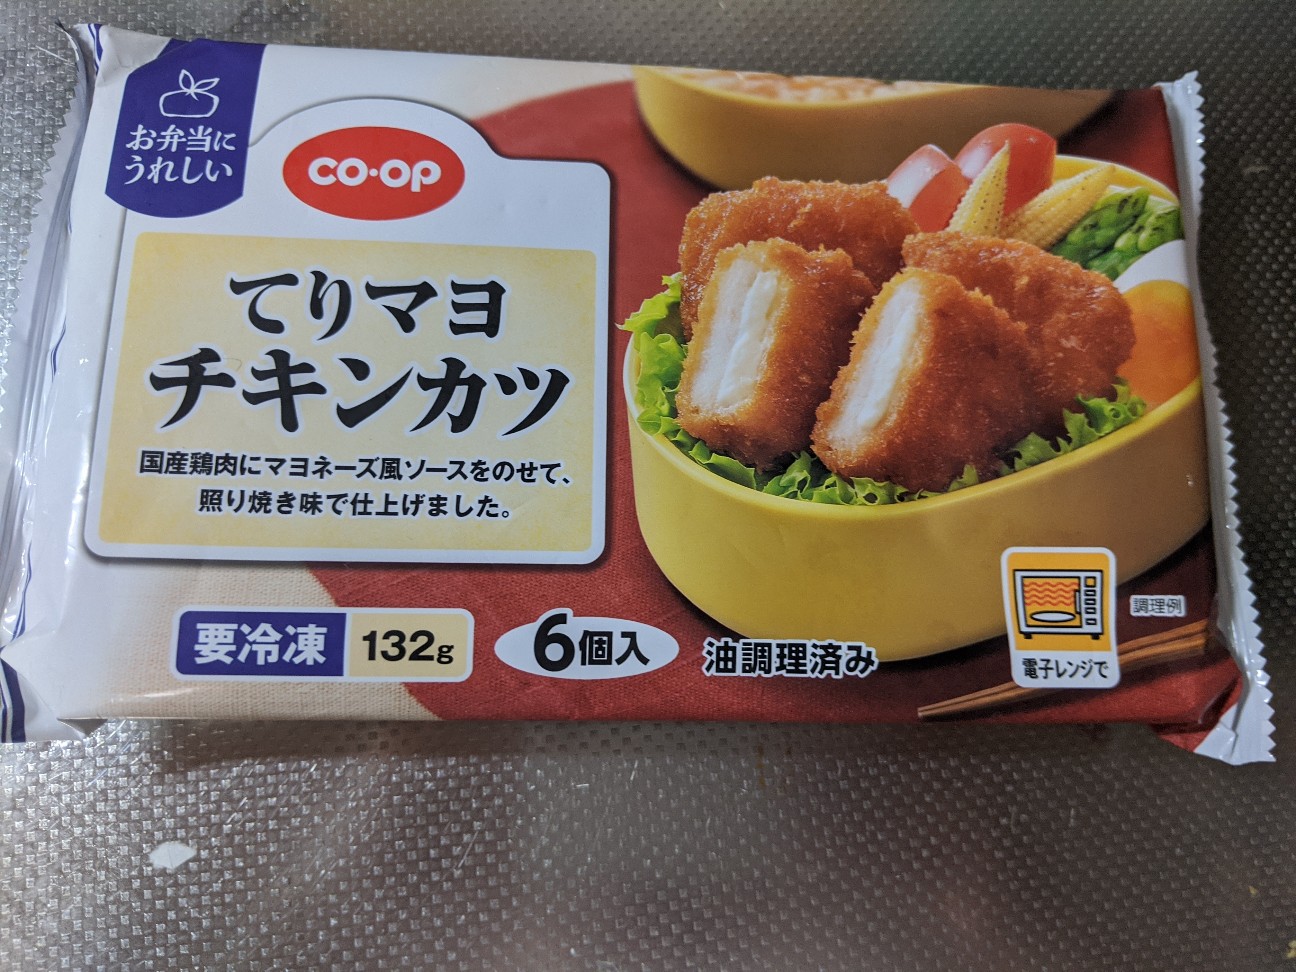 お弁当に
うれしい
CO・OP
てりマヨ
チキンカツ
国産鶏肉にマヨネーズ風ソースをのせて、
照り焼き味で仕上げました。
要冷凍 132g
6個入
油調理済み
電子レンジで
調理例